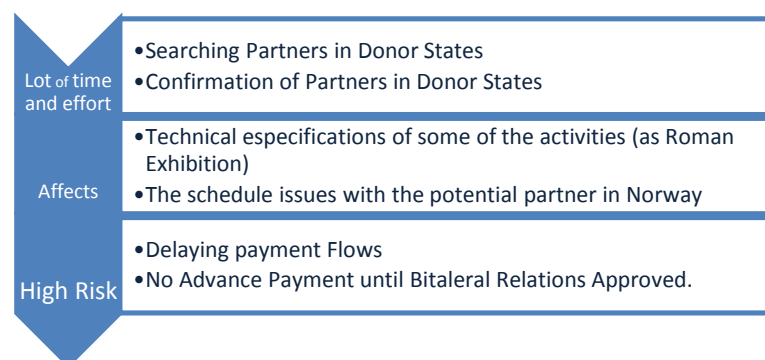 Lot of time
and effort
•Searching Partners in Donor States
•Confirmation of Partners in Donor States
Affects
•Technical especifications of some of the activities (as Roman
Exhibition)
•The schedule issues with the potential partner in Norway
High Risk
•Delaying payment Flows
•No Advance Payment until Bitaleral Relations Approved.